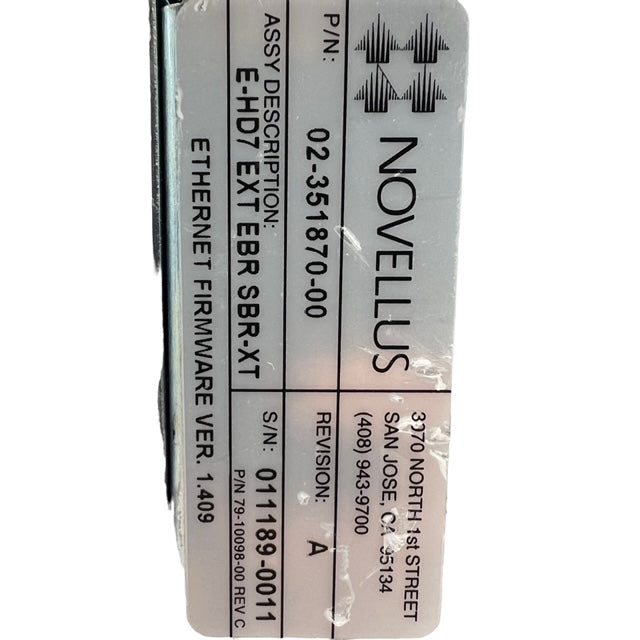 NOVELLUS
3970 NORTH 1st STREET
SAN JOSE, CA 95134
(408) 943-9700
P/N:
02-351870-00
REVISION:
A
ASSY DESCRIPTION:
E-HD7 EXT EBR SBR-XT
S/N:
011189-0011
P/N 79-10098-00 REV C
ETHERNET FIRMWARE VER. 1.409